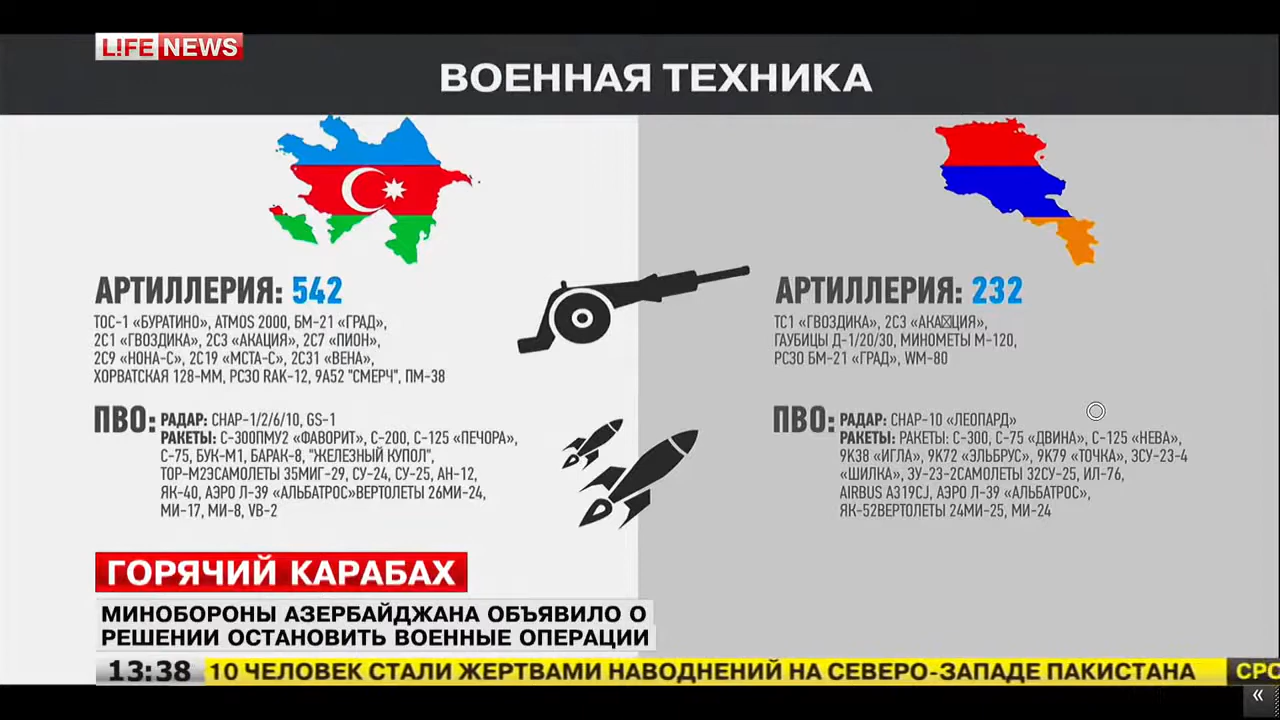 LIFE NEWS
ВОЕННАЯ ТЕХНИКА
АРТИЛЛЕРИЯ: 542
ТОС-1 «БУРАТИНО», ATMOS 2000, БМ-21 «ГРАД»,
2С1 «ГВОЗДИКА», 2С3 «АКАЦИЯ», 2С7 «ПИОН»,
2С9 «НОНА-С», 2С19 «МСТА-С», 2С31 «ВЕНА»,
ХОРВАТСКАЯ 128-ММ, РСЗО RAK-12, 9А52 "СМЕРЧ", ПМ-38
ПВО: РАДАР: СНАР-1/2/6/10, GS-1
РАКЕТЫ: С-300ПМУ2 «ФАВОРИТ», С-200, С-125 «ПЕЧОРА»,
С-75, БУК-М1, БАРАК-8, "ЖЕЛЕЗНЫЙ КУПОЛ",
ТОР-М2ЭСАМОЛЕТЫ 35МИГ-29, СУ-24, СУ-25, АН-12,
ЯК-40, АЭРО Л-39 «АЛЬБАТРОС»ВЕРТОЛЕТЫ 26МИ-24,
МИ-17, МИ-8, VB-2
АРТИЛЛЕРИЯ: 232
ТС1 «ГВОЗДИКА», 2С3 «АКА☒ЦИЯ»,
ГАУБИЦЫ Д-1/20/30, МИНОМЕТЫ М-120,
РСЗО БМ-21 «ГРАД», WM-80
ПВО: РАДАР: СНАР-10 «ЛЕОПАРД»
РАКЕТЫ: РАКЕТЫ: С-300, С-75 «ДВИНА», С-125 «НЕВА»,
9К38 «ИГЛА», 9К72 «ЭЛЬБРУС», 9К79 «ТОЧКА», ЗСУ-23-4
«ШИЛКА», ЗУ-23-2САМОЛЕТЫ 32СУ-25, ИЛ-76,
AIRBUS A319CJ, АЭРО Л-39 «АЛЬБАТРОС»,
ЯК-52ВЕРТОЛЕТЫ 24МИ-25, МИ-24
ГОРЯЧИЙ КАРАБАХ
МИНОБОРОНЫ АЗЕРБАЙДЖАНА ОБЪЯВИЛО О
РЕШЕНИИ ОСТАНОВИТЬ ВОЕННЫЕ ОПЕРАЦИИ
13:38 10 ЧЕЛОВЕК СТАЛИ ЖЕРТВАМИ НАВОДНЕНИЙ НА СЕВЕРО-ЗАПАДЕ ПАКИСТАНА СРО